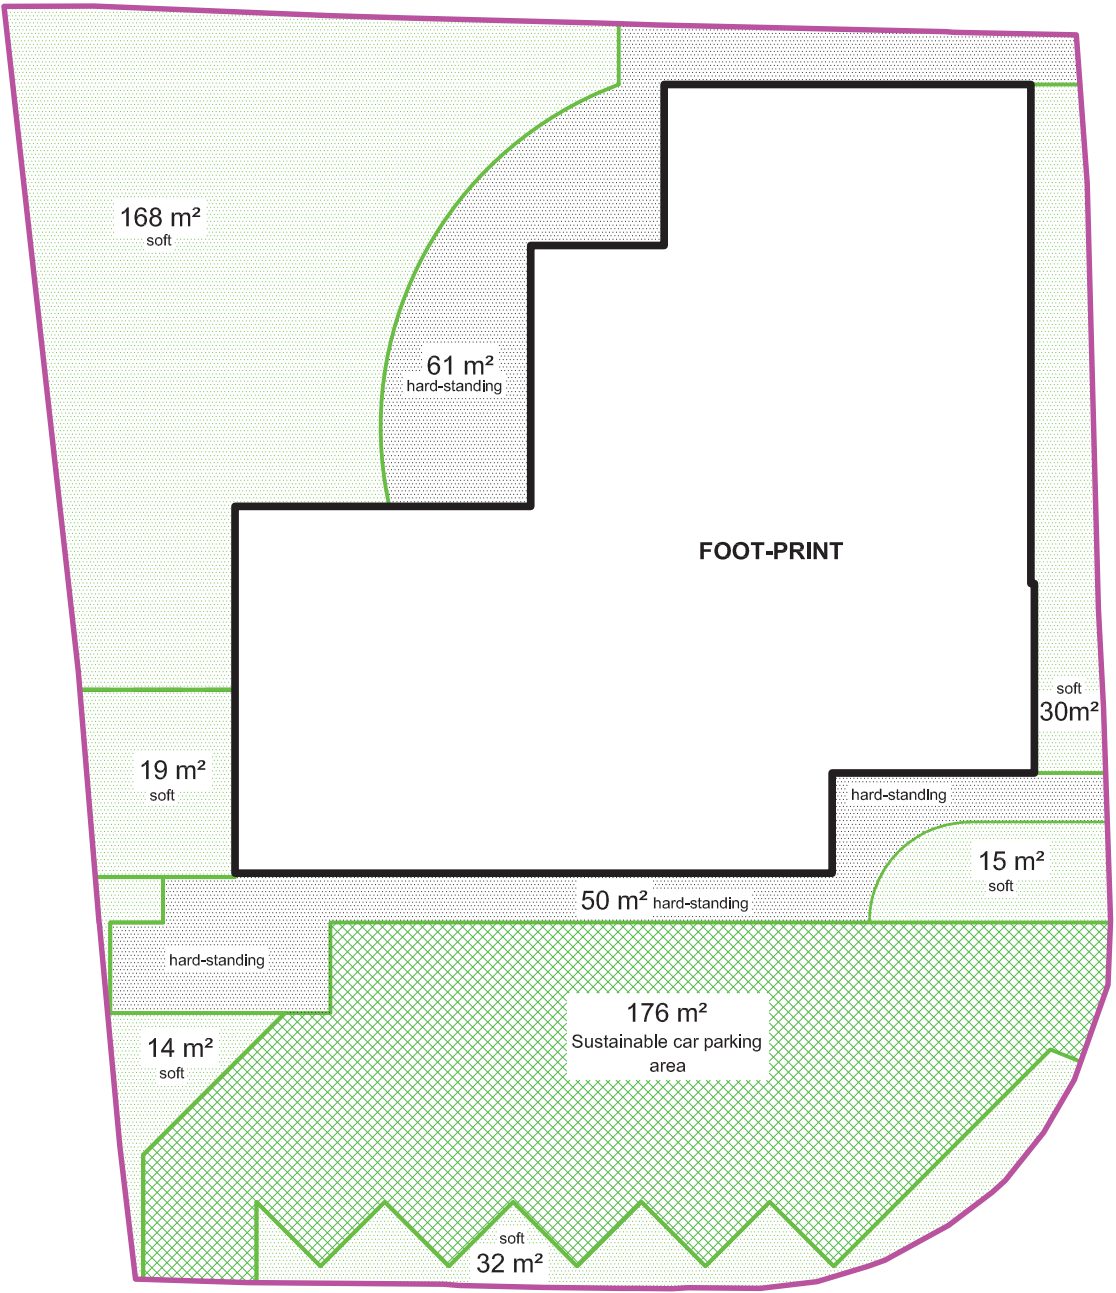 168 m²
soft
61 m²
hard-standing
FOOT-PRINT
soft
30m²
19 m²
soft
hard-standing
15 m²
soft
50 m² hard-standing
hard-standing
176 m²
Sustainable car parking
area
14 m²
soft
soft
32 m²